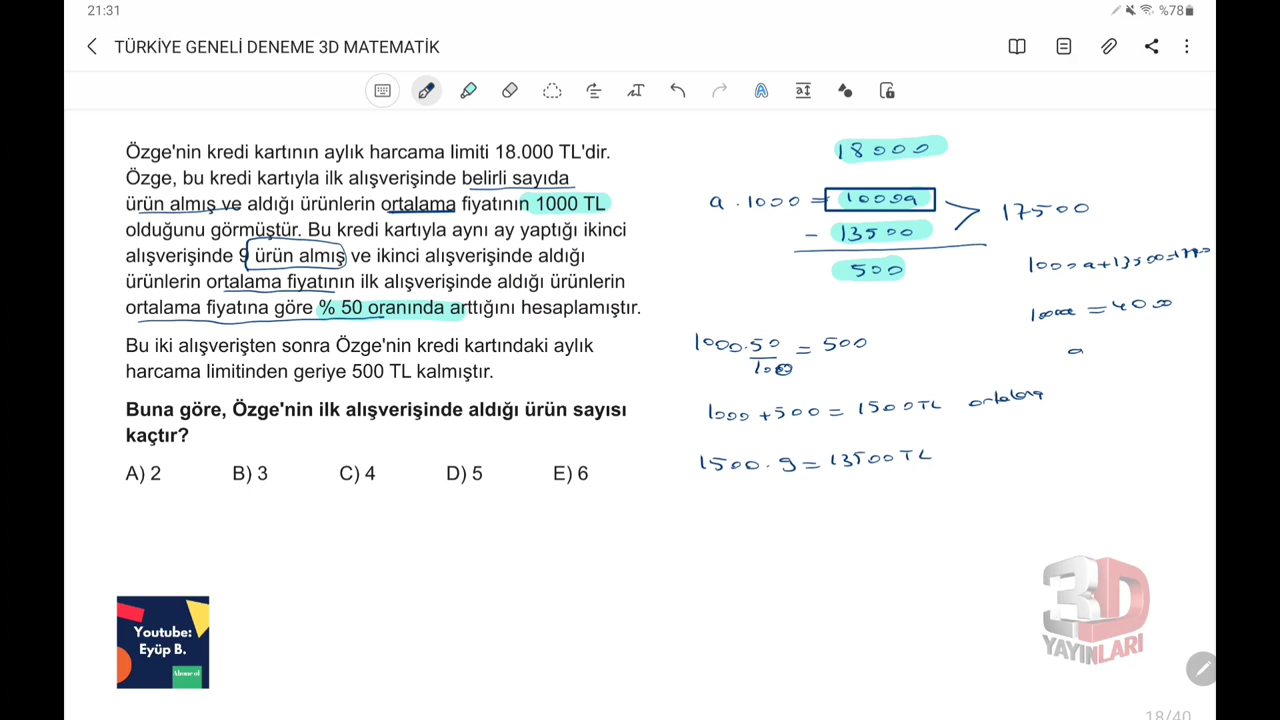 21:31
%78
TÜRKİYE GENELİ DENEME 3D MATEMATİK
Özge'nin kredi kartının aylık harcama limiti 18.000 TL'dir.
Özge, bu kredi kartıyla ilk alışverişinde belirli sayıda
ürün almış ve aldığı ürünlerin ortalama fiyatının 1000 TL
olduğunu görmüştür. Bu kredi kartıyla aynı ay yaptığı ikinci
alışverişinde 9 ürün almış ve ikinci alışverişinde aldığı
ürünlerin ortalama fiyatının ilk alışverişinde aldığı ürünlerin
ortalama fiyatına göre % 50 oranında arttığını hesaplamıştır.
Bu iki alışverişten sonra Özge'nin kredi kartındaki aylık
harcama limitinden geriye 500 TL kalmıştır.
Buna göre, Özge'nin ilk alışverişinde aldığı ürün sayısı
kaçtır?
A) 2 B) 3 C) 4 D) 5 E) 6
18000
a . 1000 = 1000a
- 13500
17500
500
1000a + 13500 =
1000a = 4000
a
1000.50
100
= 500
1000 + 500 = 1500 TL ortalama
1500 . 9 = 13500 TL
Youtube:
Eyüp B.
Abone ol
3D
YAYINLARI
18/40